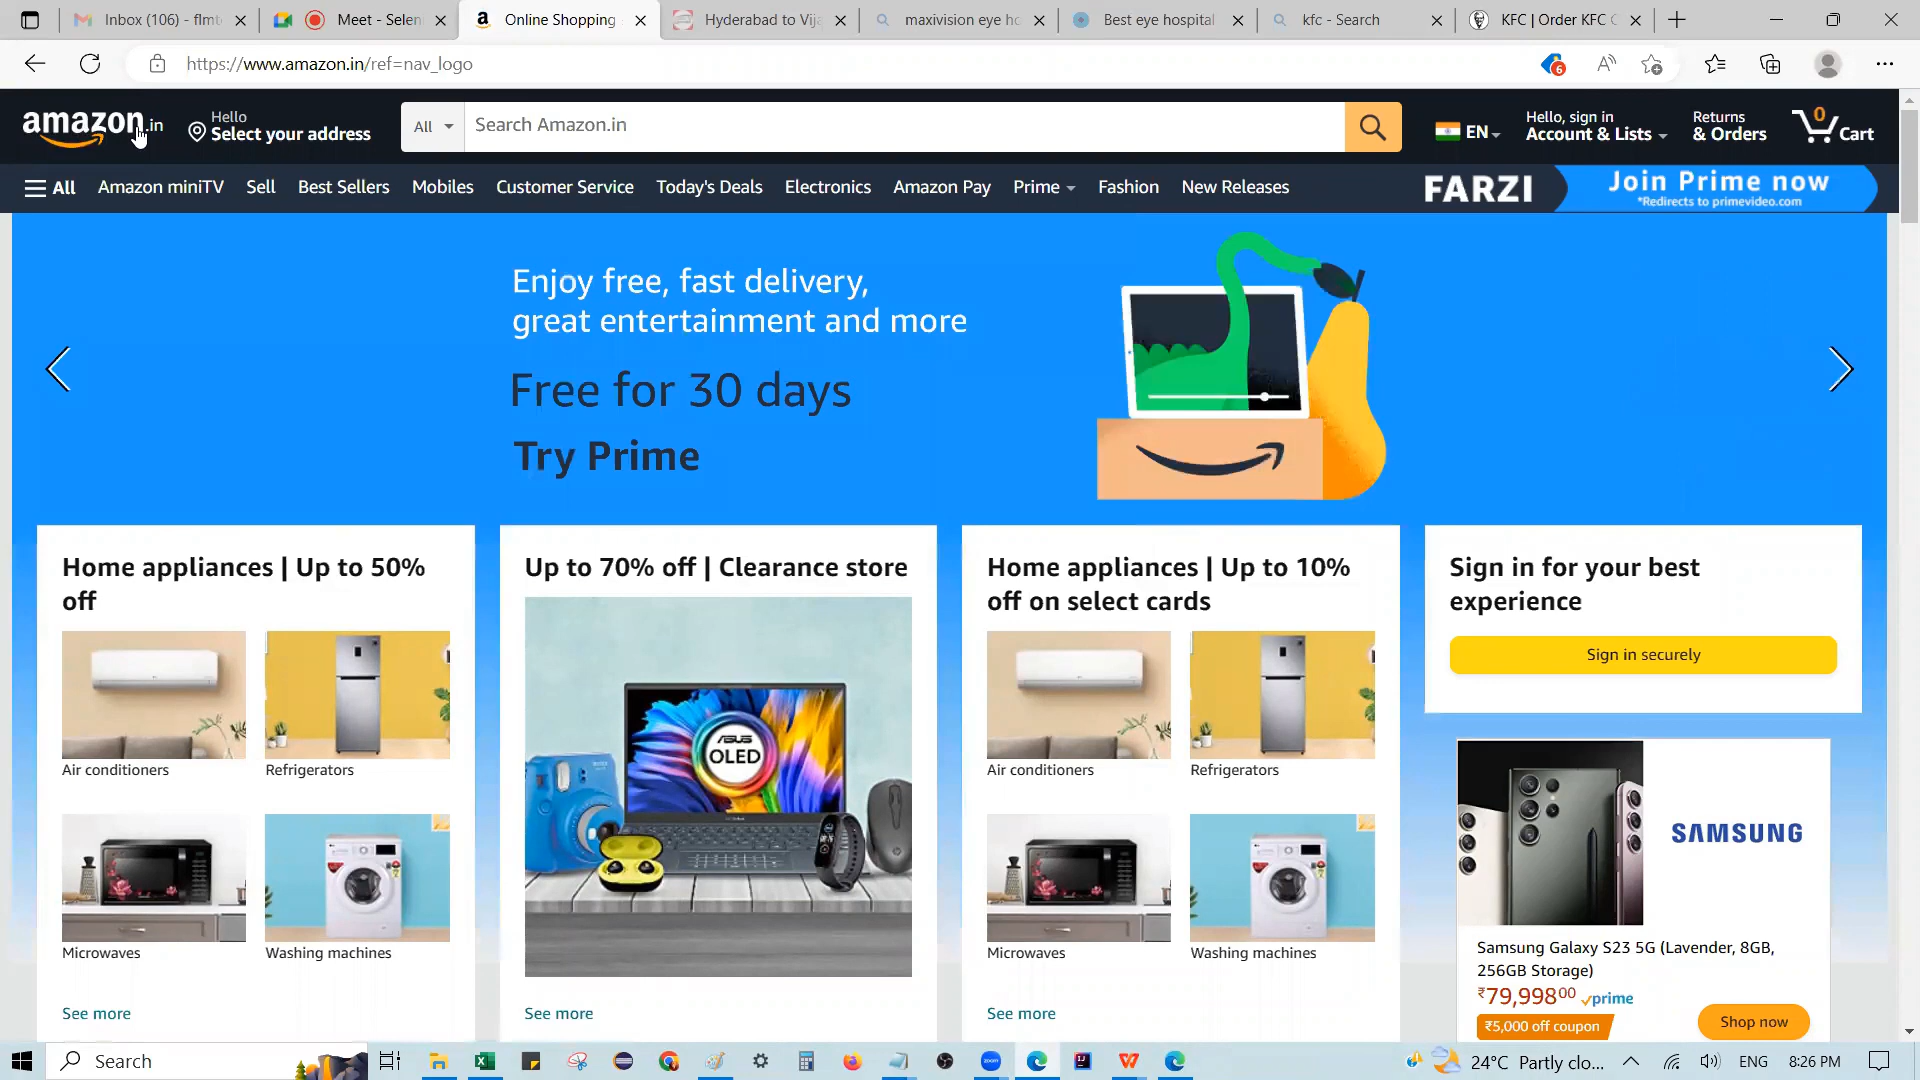 Inbox (106) - flmt
Meet - Selen
Online Shopping
Hyderabad to Vija
maxivision eye ho
Best eye hospital
kfc - Search
KFC | Order KFC C
https://www.amazon.in/ref=nav_logo
6
amazon.in
Hello
Select your address
All
Search Amazon.in
EN
Hello, sign in
Account & Lists
Returns
& Orders
0
Cart
All
Amazon miniTV
Sell
Best Sellers
Mobiles
Customer Service
Today's Deals
Electronics
Amazon Pay
Prime
Fashion
New Releases
FARZI
Join Prime now
*Redirects to primevideo.com
Enjoy free, fast delivery,
great entertainment and more
Free for 30 days
Try Prime
Home appliances | Up to 50%
off
Air conditioners
Refrigerators
Microwaves
Washing machines
See more
Up to 70% off | Clearance store
ASUS
OLED
See more
Home appliances | Up to 10%
off on select cards
Air conditioners
Refrigerators
Microwaves
Washing machines
See more
Sign in for your best
experience
Sign in securely
SAMSUNG
Samsung Galaxy S23 5G (Lavender, 8GB,
256GB Storage)
₹79,998⁰⁰ prime
₹5,000 off coupon
Shop now
Search
24°C Partly clo...
ENG
8:26 PM